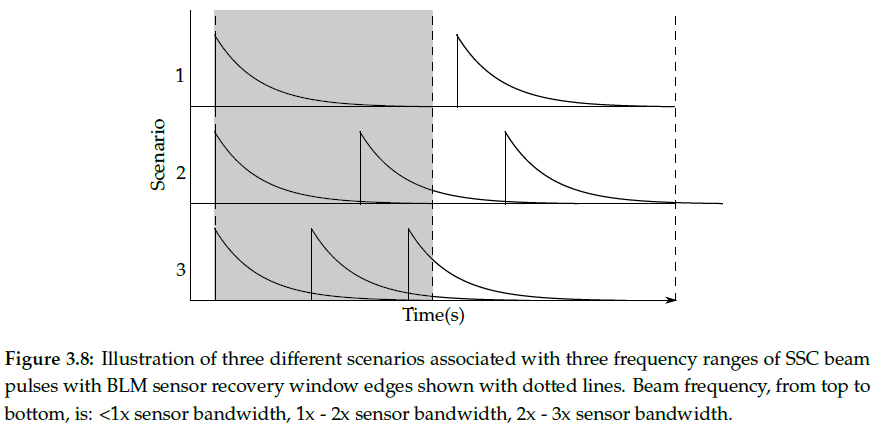 1
Scenario
2
3
Time(s)
Figure 3.8: Illustration of three different scenarios associated with three frequency ranges of SSC beam
pulses with BLM sensor recovery window edges shown with dotted lines. Beam frequency, from top to
bottom, is: <1x sensor bandwidth, 1x - 2x sensor bandwidth, 2x - 3x sensor bandwidth.